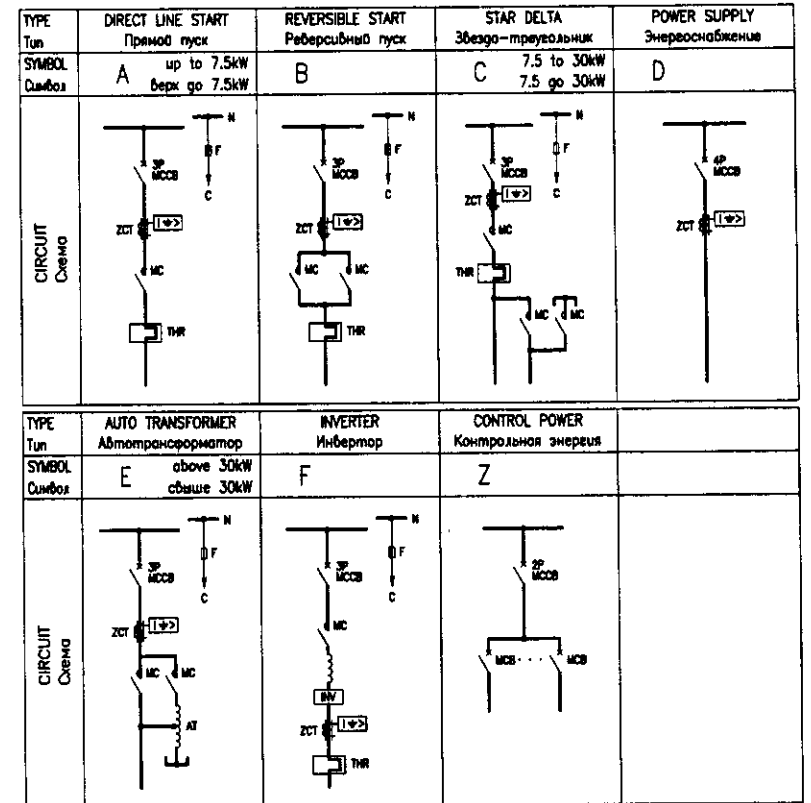 TYPE DIRECT LINE START REVERSIBLE START STAR DELTA POWER SUPPLY
Тип Прямой пуск Реверсивный пуск Звезда-треугольник Энергоснабжение
SYMBOL A up to 7.5kW B C 7.5 to 30kW D
Символ верх до 7.5kW 7.5 до 30kW
CIRCUIT
Схема
N
F
C
3P
MCCB
ZCT
I >
MC
THR
N
F
C
3P
MCCB
ZCT
I >
MC
MC
THR
N
F
C
3P
MCCB
ZCT
I >
MC
THR
MC
MC
4P
MCCB
ZCT
I >
TYPE AUTO TRANSFORMER INVERTER CONTROL POWER
Тип Автотрансформатор Инвертор Контрольная энергия
SYMBOL E above 30kW F Z
Символ свыше 30kW
CIRCUIT
Схема
N
F
C
3P
MCCB
ZCT
I >
MC
MC
AT
N
F
C
3P
MCCB
MC
INV
ZCT
I >
THR
2P
MCCB
MCB · · · MCB